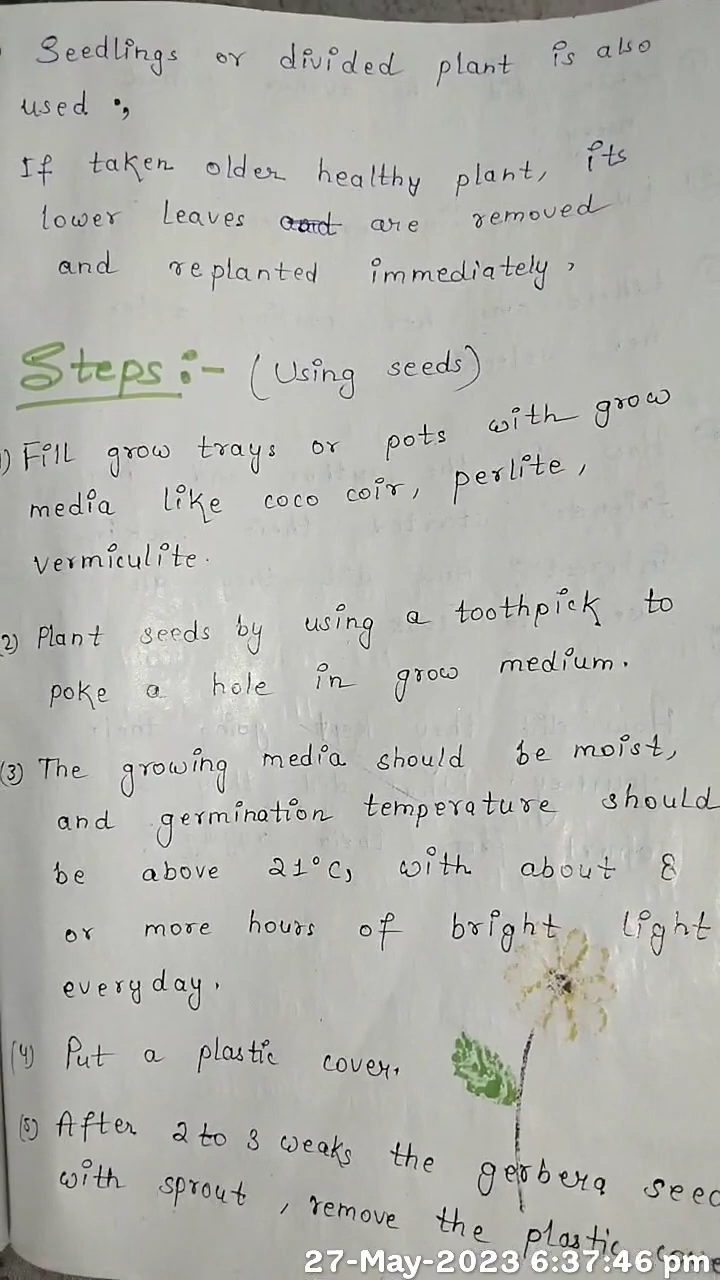 Seedlings or divided plant is also
used :,
If taken older healthy plant, its
lower leaves are removed
and replanted immediately,
Steps :- (Using seeds)
1) Fill grow trays or pots with grow
media like coco coir, perlite,
vermiculite.
2) Plant seeds by using a toothpick to
poke a hole in grow medium.
(3) The growing media should be moist,
and germination temperature should
be above 21°C, with about 8
or more hours of bright light
everyday.
(4) Put a plastic cover.
(5) After 2 to 3 weaks the gerbera seed
with sprout, remove the plastic cove
27-May-2023 6:37:46 pm